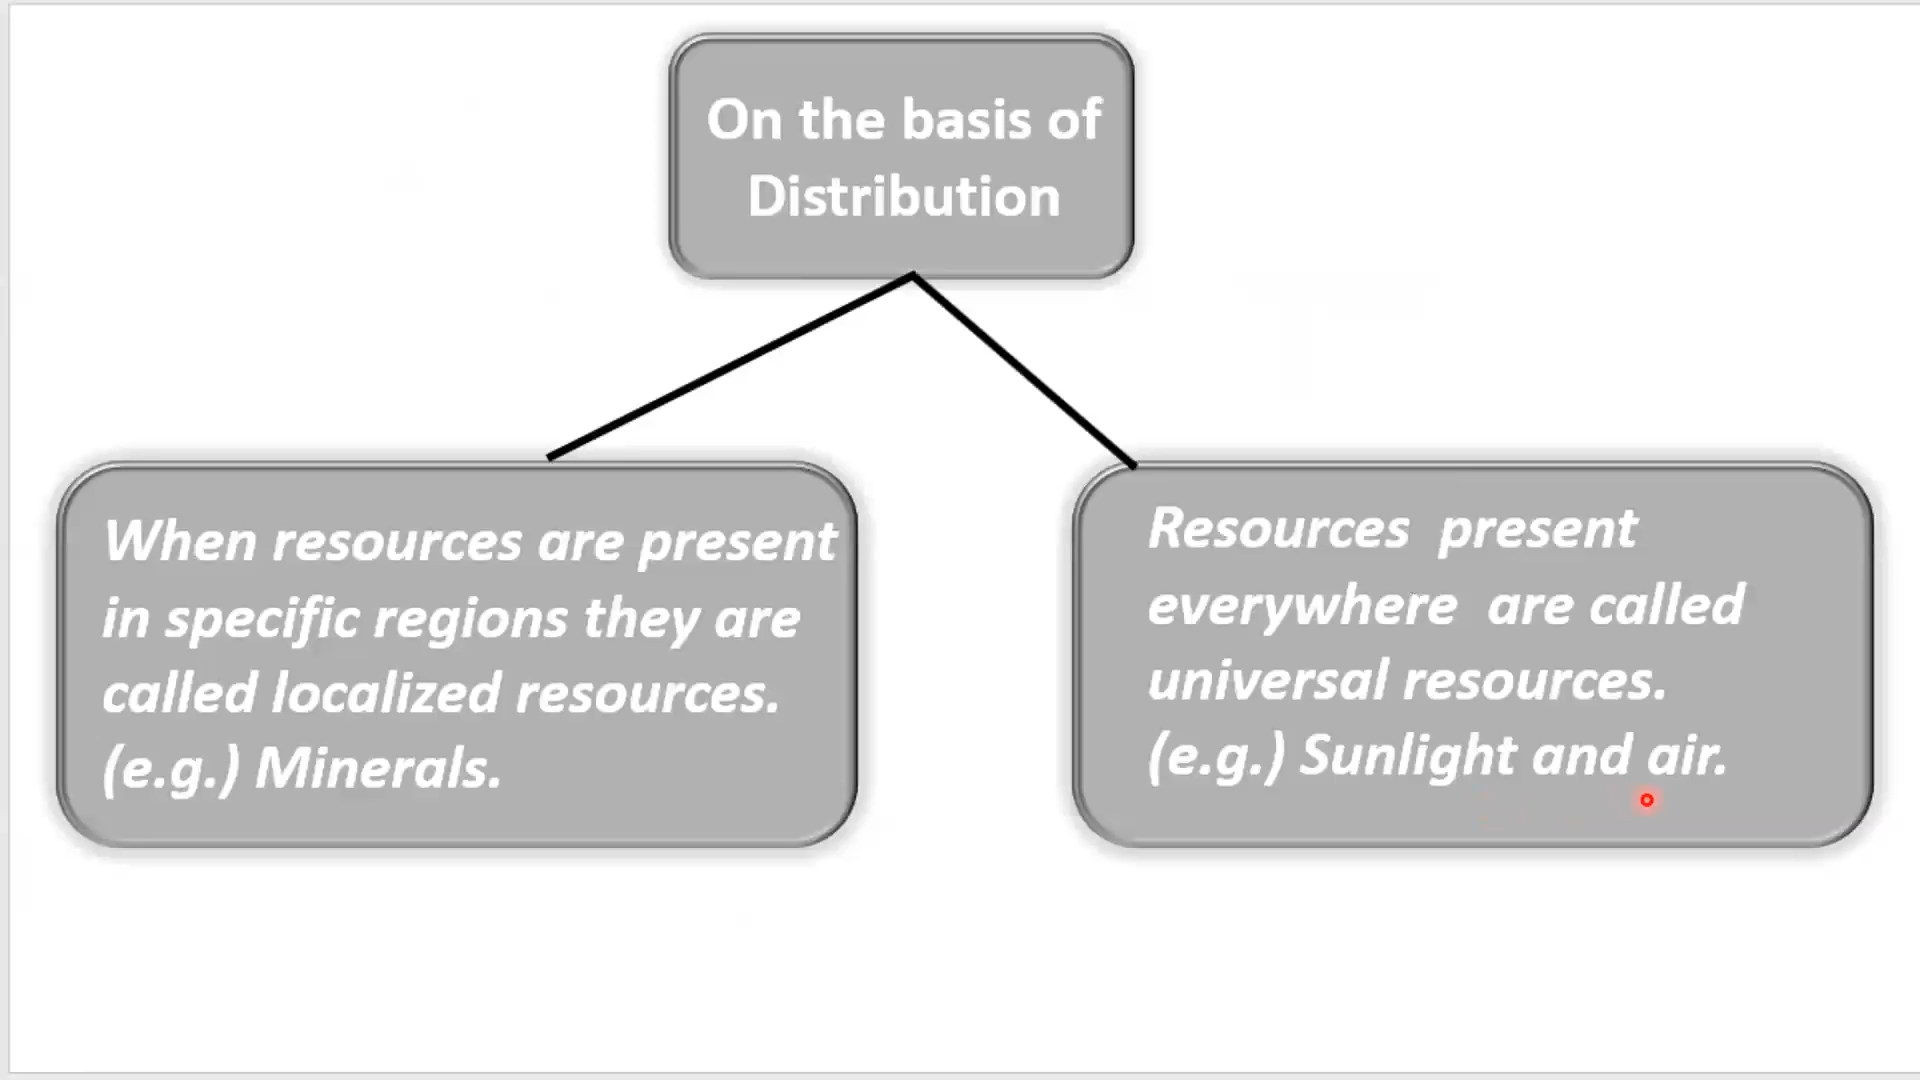 On the basis of
Distribution
When resources are present
in specific regions they are
called localized resources.
(e.g.) Minerals.
Resources present
everywhere are called
universal resources.
(e.g.) Sunlight and air.